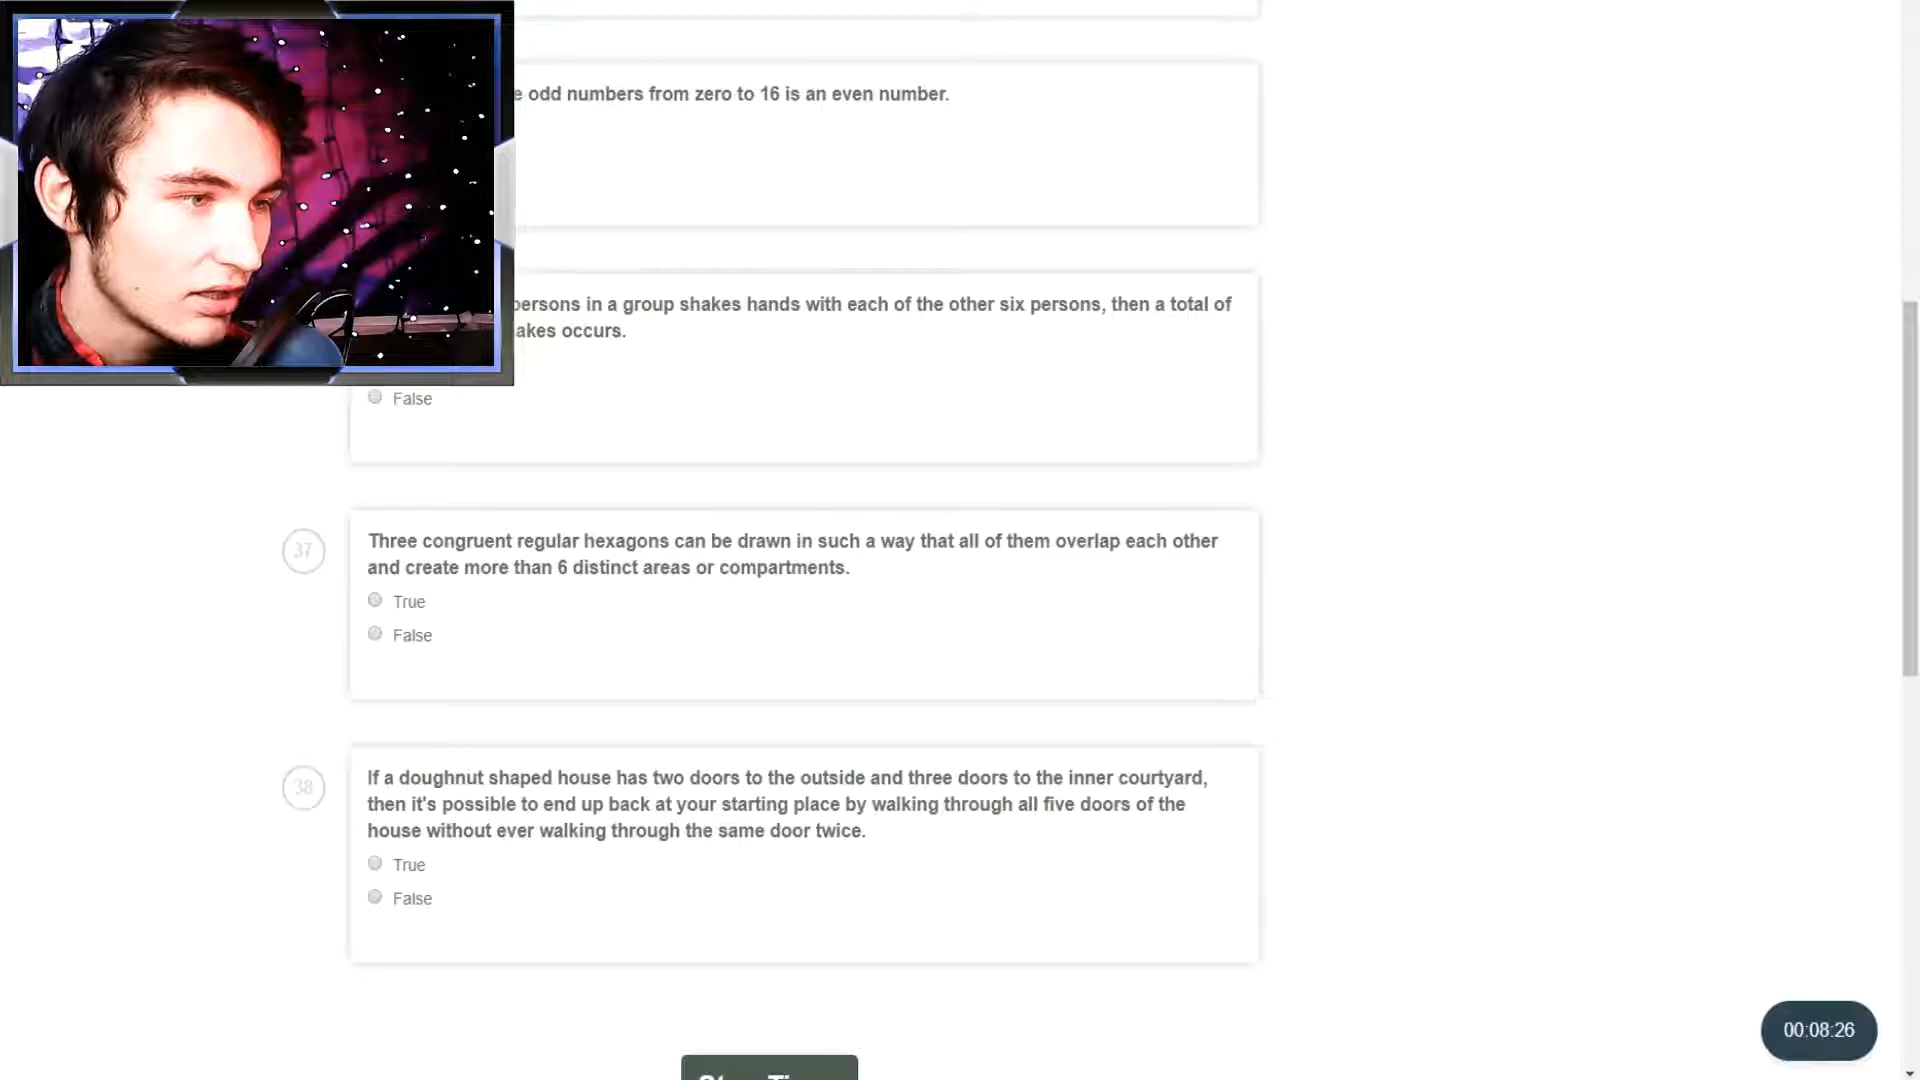 odd numbers from zero to 16 is an even number.
persons in a group shakes hands with each of the other six persons, then a total of
akes occurs.
False
37
Three congruent regular hexagons can be drawn in such a way that all of them overlap each other
and create more than 6 distinct areas or compartments.
True
False
38
If a doughnut shaped house has two doors to the outside and three doors to the inner courtyard,
then it's possible to end up back at your starting place by walking through all five doors of the
house without ever walking through the same door twice.
True
False
00:08:26